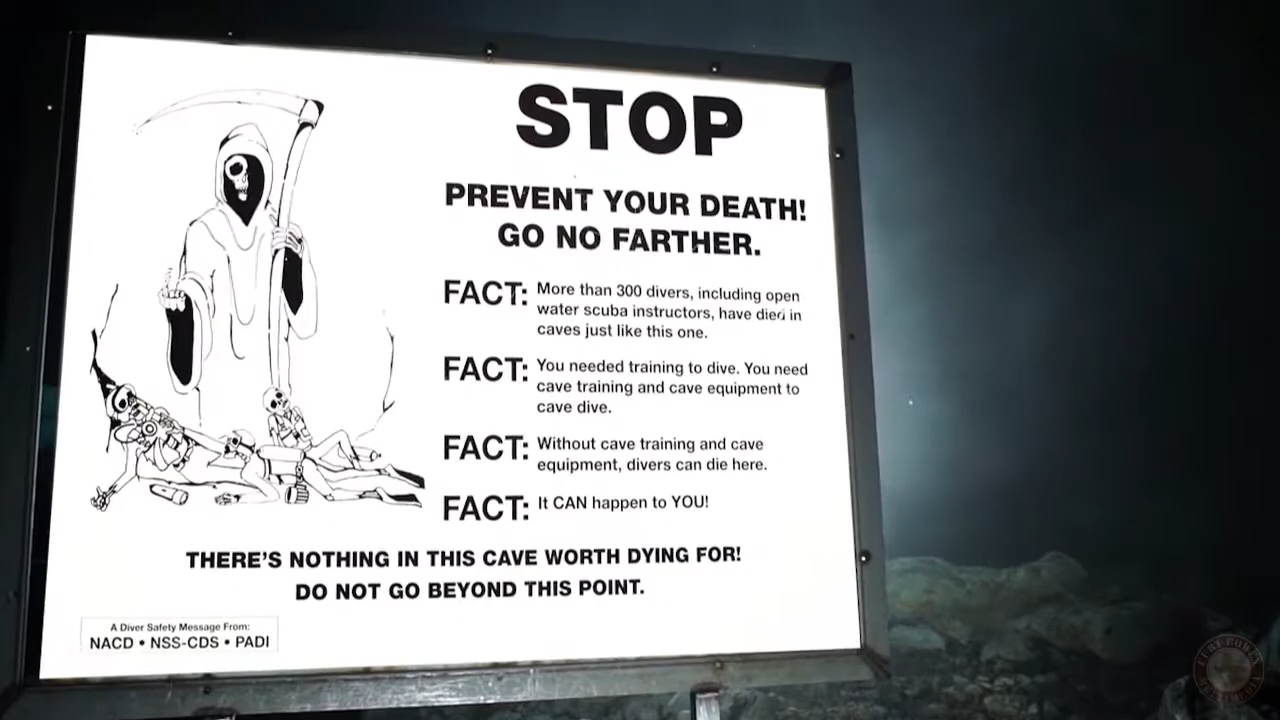 STOP
PREVENT YOUR DEATH!
GO NO FARTHER.
FACT: More than 300 divers, including open
water scuba instructors, have died in
caves just like this one.
FACT: You needed training to dive. You need
cave training and cave equipment to
cave dive.
FACT: Without cave training and cave
equipment, divers can die here.
FACT: It CAN happen to YOU!
THERE'S NOTHING IN THIS CAVE WORTH DYING FOR!
DO NOT GO BEYOND THIS POINT.
A Diver Safety Message From:
NACD • NSS-CDS • PADI